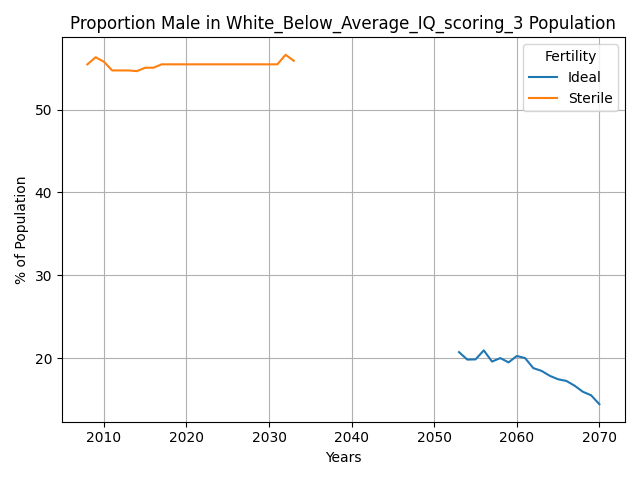 Proportion Male in White_Below_Average_IQ_scoring_3 Population
Fertility
Ideal
Sterile
% of Population
50
40
30
20
2010 2020 2030 2040 2050 2060 2070
Years